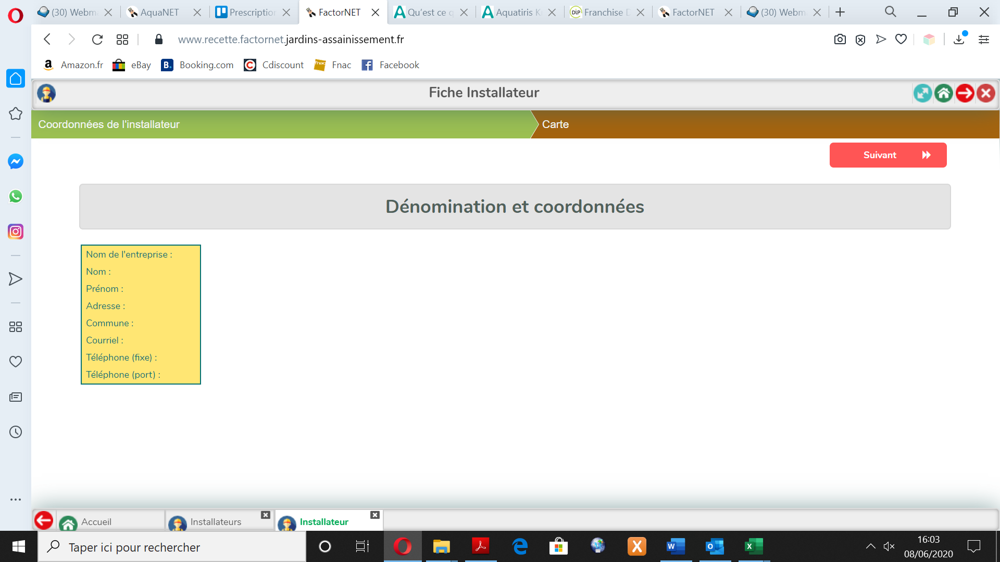 (30) Webm
AquaNET
Prescription
FactorNET
Qu'est ce q
Aquatiris K
DLP
Franchise D
FactorNET
(30) Webm
www.recette.factornet.jardins-assainissement.fr
Amazon.fr
eBay
B.
Booking.com
Cdiscount
fnac
Fnac
Facebook
Fiche Installateur
Coordonnées de l'installateur
Carte
Suivant
Dénomination et coordonnées
Nom de l'entreprise :
Nom :
Prénom :
Adresse :
Commune :
Courriel :
Téléphone (fixe) :
Téléphone (port) :
Accueil
Installateurs
Installateur
Taper ici pour rechercher
16:03
08/06/2020